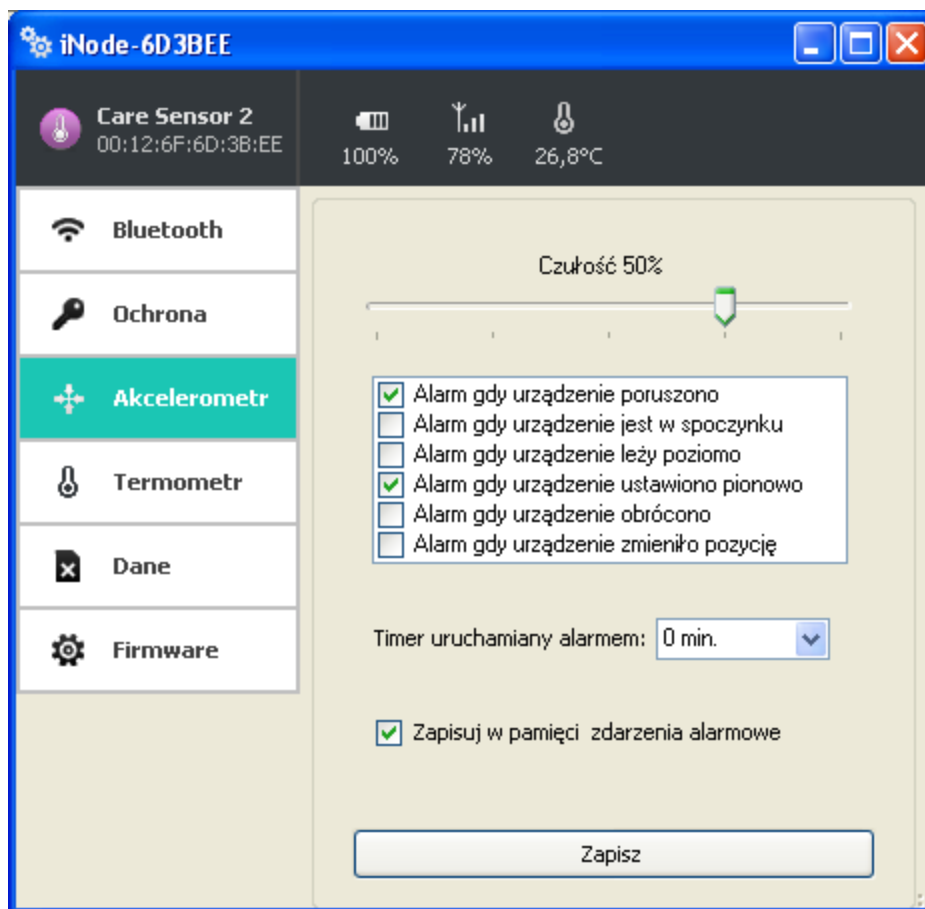 iNode-6D3BEE
Care Sensor 2
00:12:6F:6D:3B:EE
100%
78%
26,8°C
Bluetooth
Ochrona
Akcelerometr
Termometr
Dane
Firmware
Czułość 50%
Alarm gdy urządzenie poruszono
Alarm gdy urządzenie jest w spoczynku
Alarm gdy urządzenie leży poziomo
Alarm gdy urządzenie ustawiono pionowo
Alarm gdy urządzenie obrócono
Alarm gdy urządzenie zmieniło pozycję
Timer uruchamiany alarmem: 0 min.
Zapisuj w pamięci zdarzenia alarmowe
Zapisz